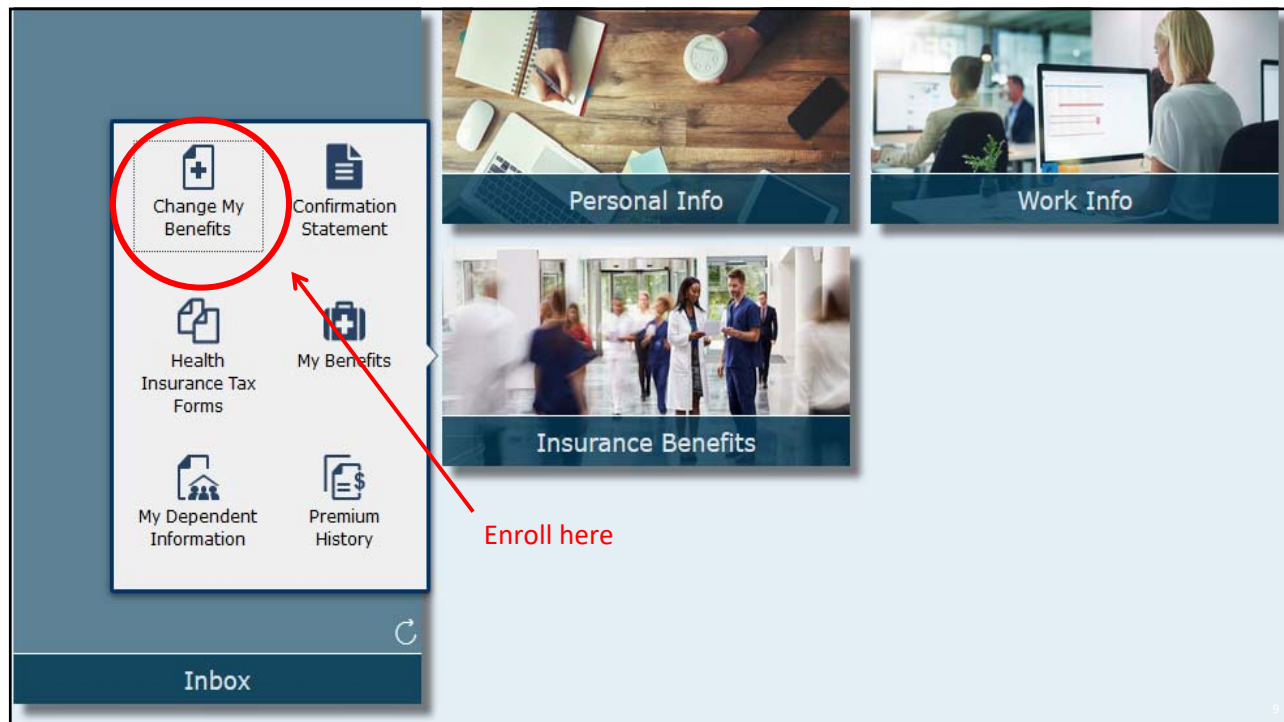 Personal Info
Work Info
Change My
Benefits
Confirmation
Statement
Health
Insurance Tax
Forms
My Benefits
Insurance Benefits
My Dependent
Information
Premium
History
Enroll here
Inbox
9